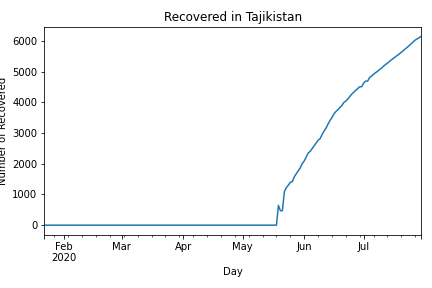 Recovered in Tajikistan
Number of Recovered
6000
5000
4000
3000
2000
1000
0
Feb Mar Apr May Jun Jul
2020
Day